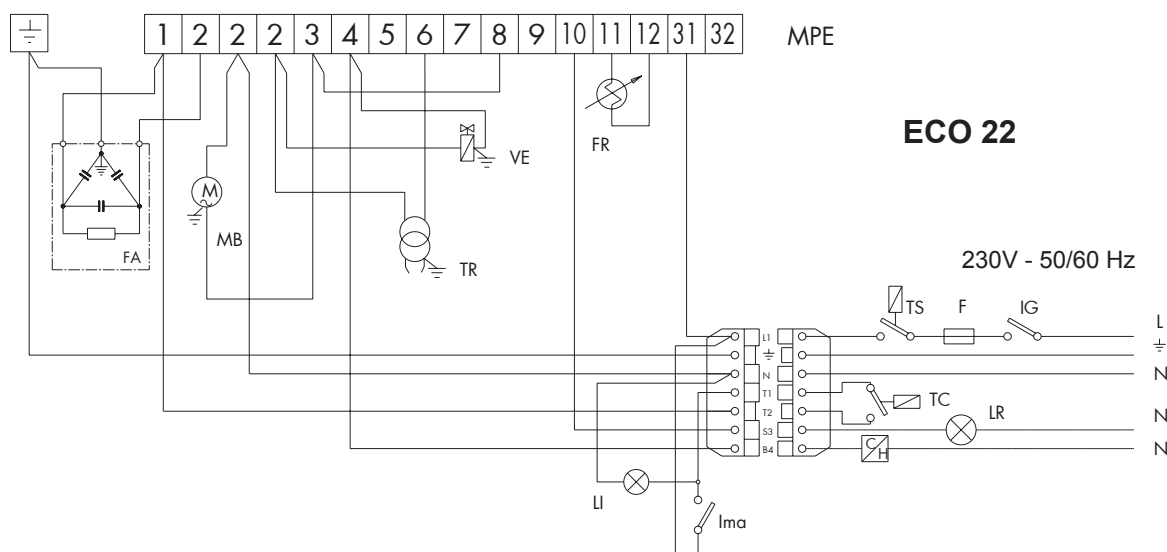 1 2 2 2 3 4 5 6 7 8 9 10 11 12 31 32 MPE
ECO 22
VE
FR
M
MB
FA
TR
230V - 50/60 Hz
TS F IG
L
L1
N N
T1
TC
T2
LR N
S3
B4 C/H N
LI
Ima